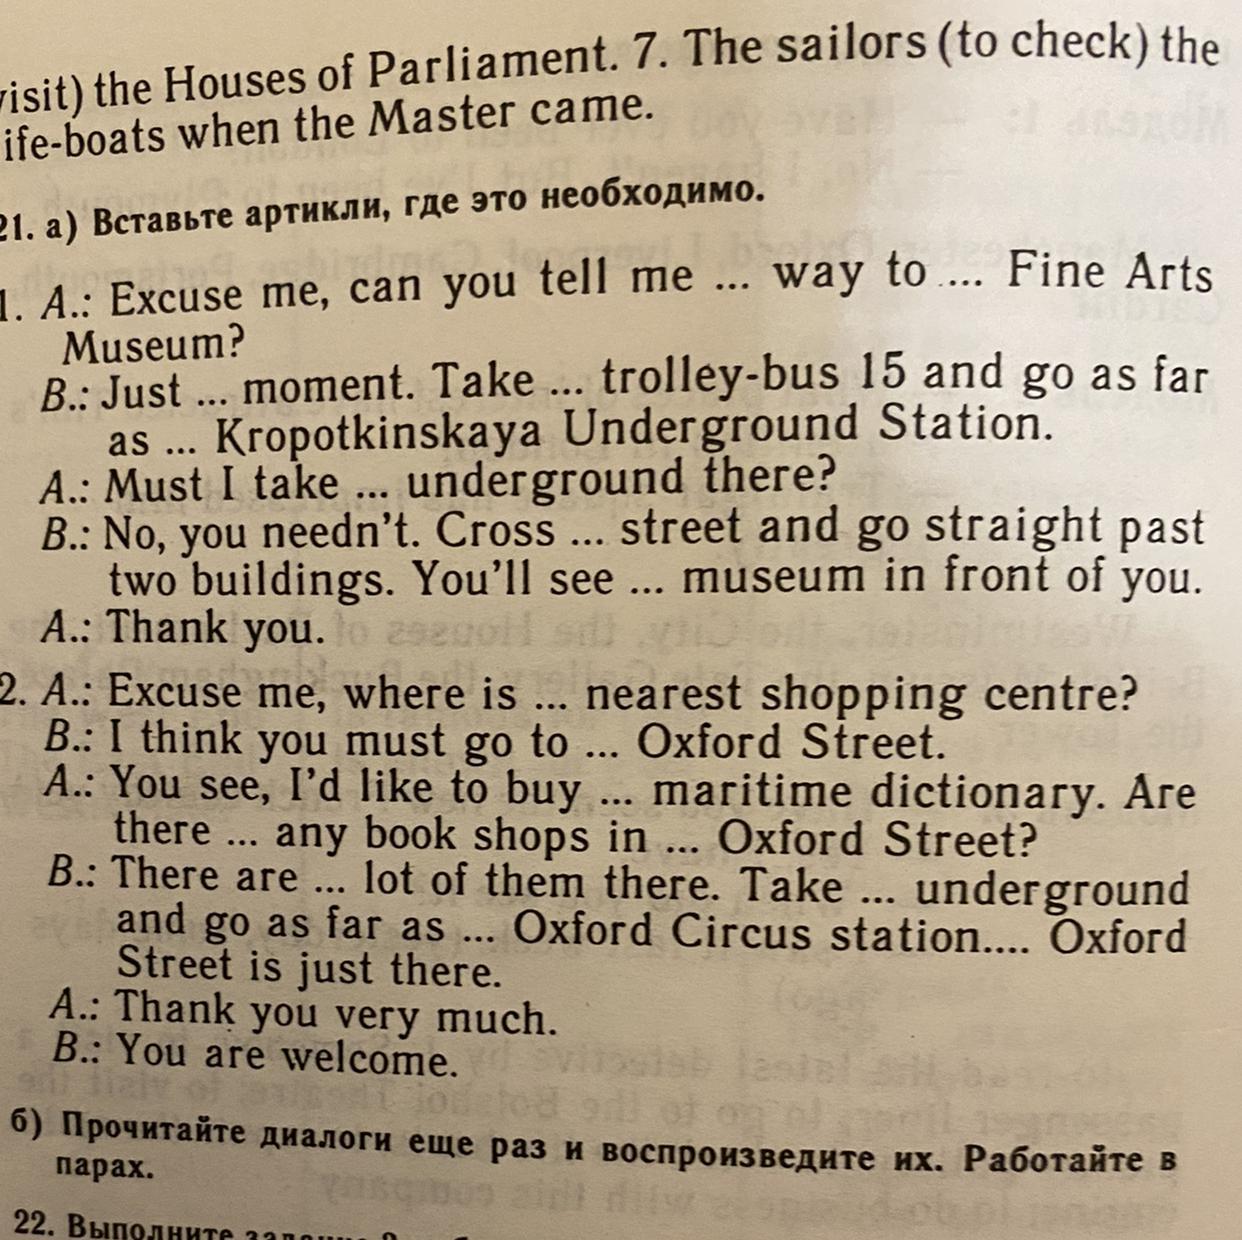 visit) the Houses of Parliament. 7. The sailors (to check) the
ife-boats when the Master came.
21. а) Вставьте артикли, где это необходимо.
1. A.: Excuse me, can you tell me ... way to ... Fine Arts
Museum?
B.: Just ... moment. Take ... trolley-bus 15 and go as far
as ... Kropotkinskaya Underground Station.
A.: Must I take ... underground there?
B.: No, you needn't. Cross ... street and go straight past
two buildings. You'll see ... museum in front of you.
A.: Thank you.
2. A.: Excuse me, where is ... nearest shopping centre?
B.: I think you must go to ... Oxford Street.
A.: You see, I'd like to buy ... maritime dictionary. Are
there ... any book shops in ... Oxford Street?
B.: There are ... lot of them there. Take ... underground
and go as far as ... Oxford Circus station.... Oxford
Street is just there.
A.: Thank you very much.
B.: You are welcome.
б) Прочитайте диалоги еще раз и воспроизведите их. Работайте в
парах.
22. Выполните